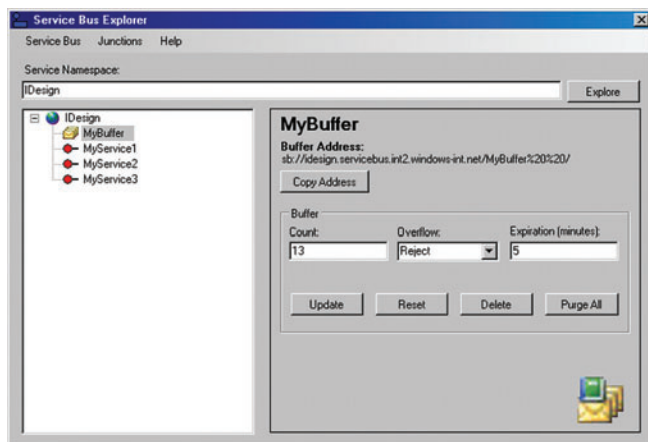 Service Bus Explorer
Service Bus Junctions Help
Service Namespace:
IDesign
Explore
IDesign
MyBuffer
MyService1
MyService2
MyService3
MyBuffer
Buffer Address:
sb://idesign.servicebus.int2.windows-int.net/MyBuffer%20%20/
Copy Address
Buffer
Count: Overflow: Expiration (minutes):
13 Reject 5
Update Reset Delete Purge All